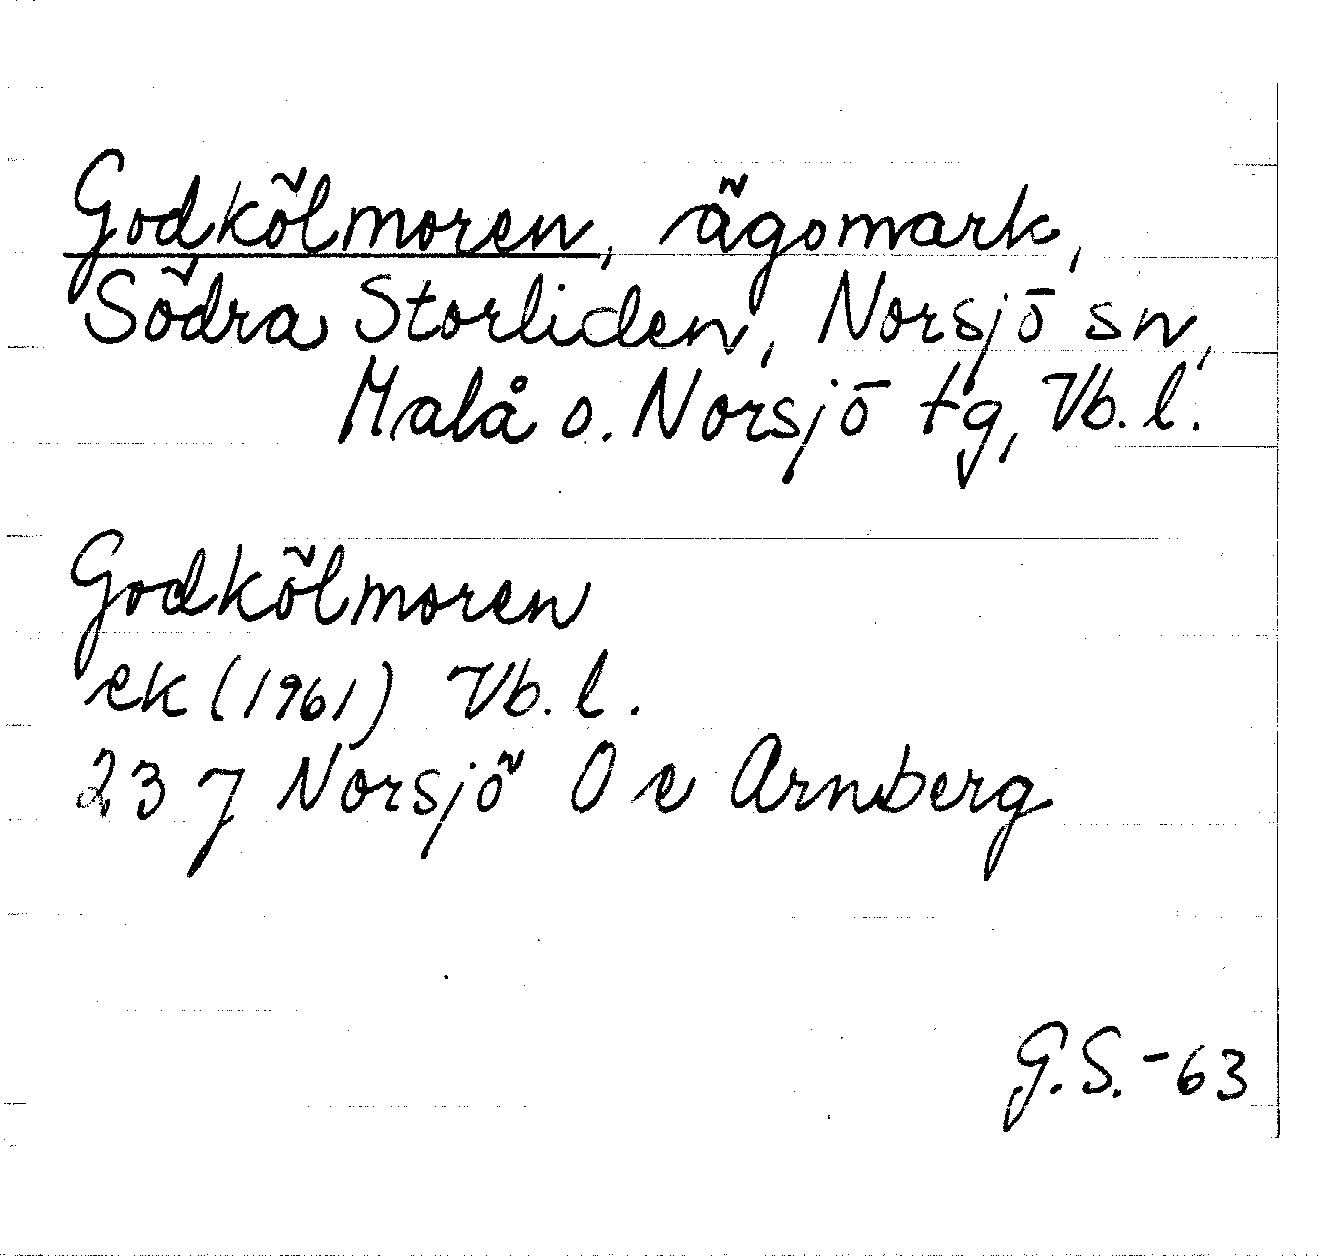 Godkölmoren, ägomark,
Södra Storliden, Norsjö sn,
Malå o. Norsjö tg, Vb. l.
Godkölmoren
ek (1961) Vb. l.
23 J Norsjö O e Arnberg
G.S. -63